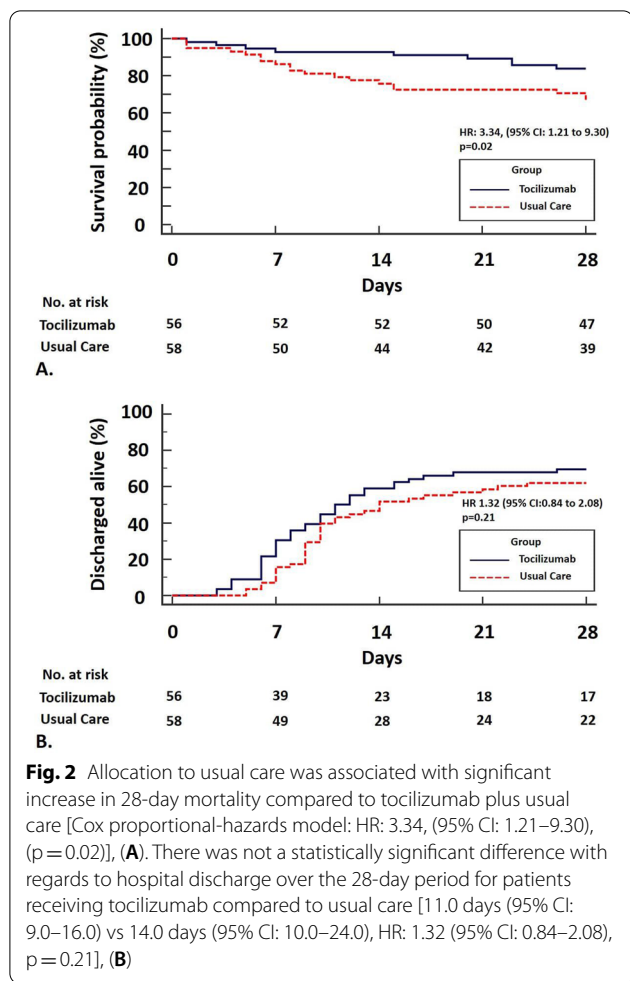 Survival probability (%)
100
80
60
40
20
0
HR: 3.34, (95% CI: 1.21 to 9.30)
p=0.02
Group
Tocilizumab
Usual Care
0 7 14 21 28
Days
No. at risk
Tocilizumab 56 52 52 50 47
Usual Care 58 50 44 42 39
A.
Discharged alive (%)
100
80
60
40
20
0
HR 1.32 (95% CI:0.84 to 2.08)
p=0.21
Group
Tocilizumab
Usual Care
0 7 14 21 28
Days
No. at risk
Tocilizumab 56 39 23 18 17
Usual Care 58 49 28 24 22
B.
Fig. 2 Allocation to usual care was associated with significant
increase in 28-day mortality compared to tocilizumab plus usual
care [Cox proportional-hazards model: HR: 3.34, (95% CI: 1.21–9.30),
(p = 0.02)], (A). There was not a statistically significant difference with
regards to hospital discharge over the 28-day period for patients
receiving tocilizumab compared to usual care [11.0 days (95% CI:
9.0–16.0) vs 14.0 days (95% CI: 10.0–24.0), HR: 1.32 (95% CI: 0.84–2.08),
p = 0.21], (B)